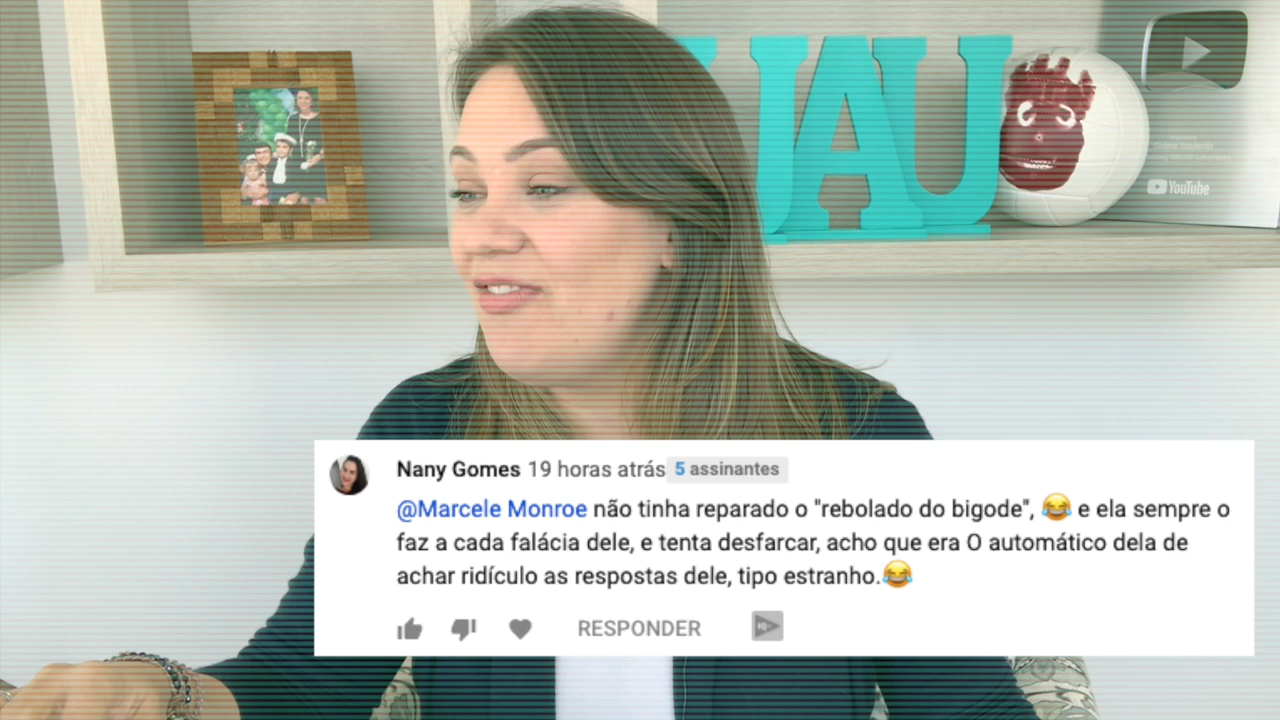 UAU
YouTube
Nany Gomes 19 horas atrás 5 assinantes
@Marcele Monroe não tinha reparado o "rebolado do bigode", 😂 e ela sempre o
faz a cada falácia dele, e tenta desfarcar, acho que era O automático dela de
achar ridículo as respostas dele, tipo estranho.😂
RESPONDER